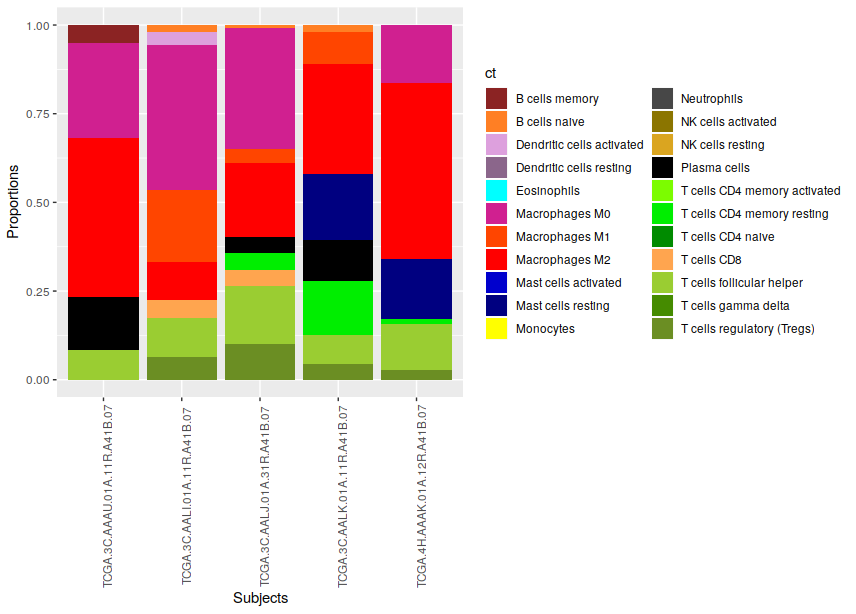 1.00
0.75
0.50
0.25
0.00
Proportions
TCGA.3C.AAAU.01A.11R.A41B.07
TCGA.3C.AALI.01A.11R.A41B.07
TCGA.3C.AALJ.01A.31R.A41B.07
TCGA.3C.AALK.01A.11R.A41B.07
TCGA.4H.AAAK.01A.12R.A41B.07
Subjects
ct
B cells memory
B cells naive
Dendritic cells activated
Dendritic cells resting
Eosinophils
Macrophages M0
Macrophages M1
Macrophages M2
Mast cells activated
Mast cells resting
Monocytes
Neutrophils
NK cells activated
NK cells resting
Plasma cells
T cells CD4 memory activated
T cells CD4 memory resting
T cells CD4 naive
T cells CD8
T cells follicular helper
T cells gamma delta
T cells regulatory (Tregs)